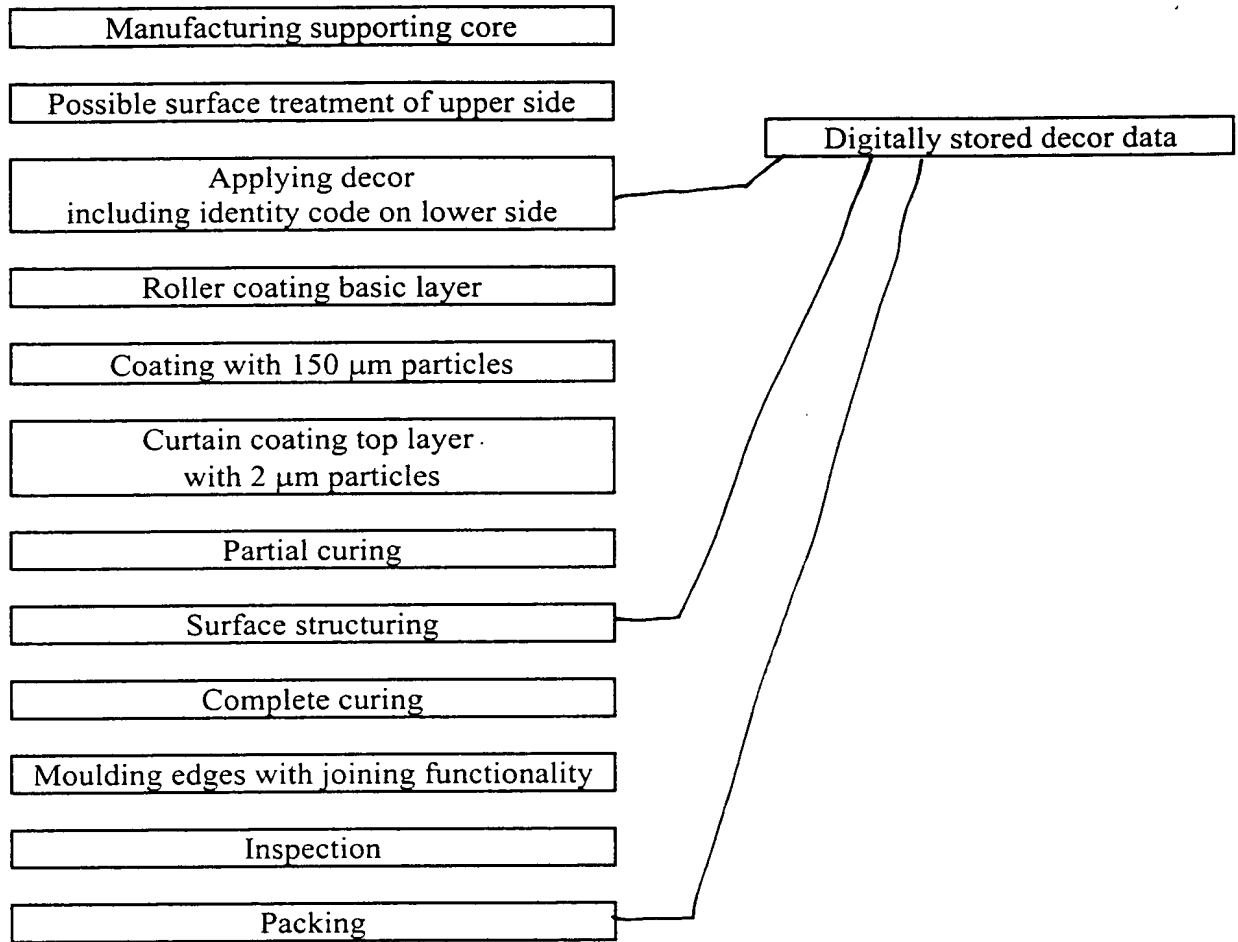 Manufacturing supporting core
Possible surface treatment of upper side
Digitally stored decor data
Applying decor
including identity code on lower side
Roller coating basic layer
Coating with 150 μm particles
Curtain coating top layer
with 2 μm particles
Partial curing
Surface structuring
Complete curing
Moulding edges with joining functionality
Inspection
Packing